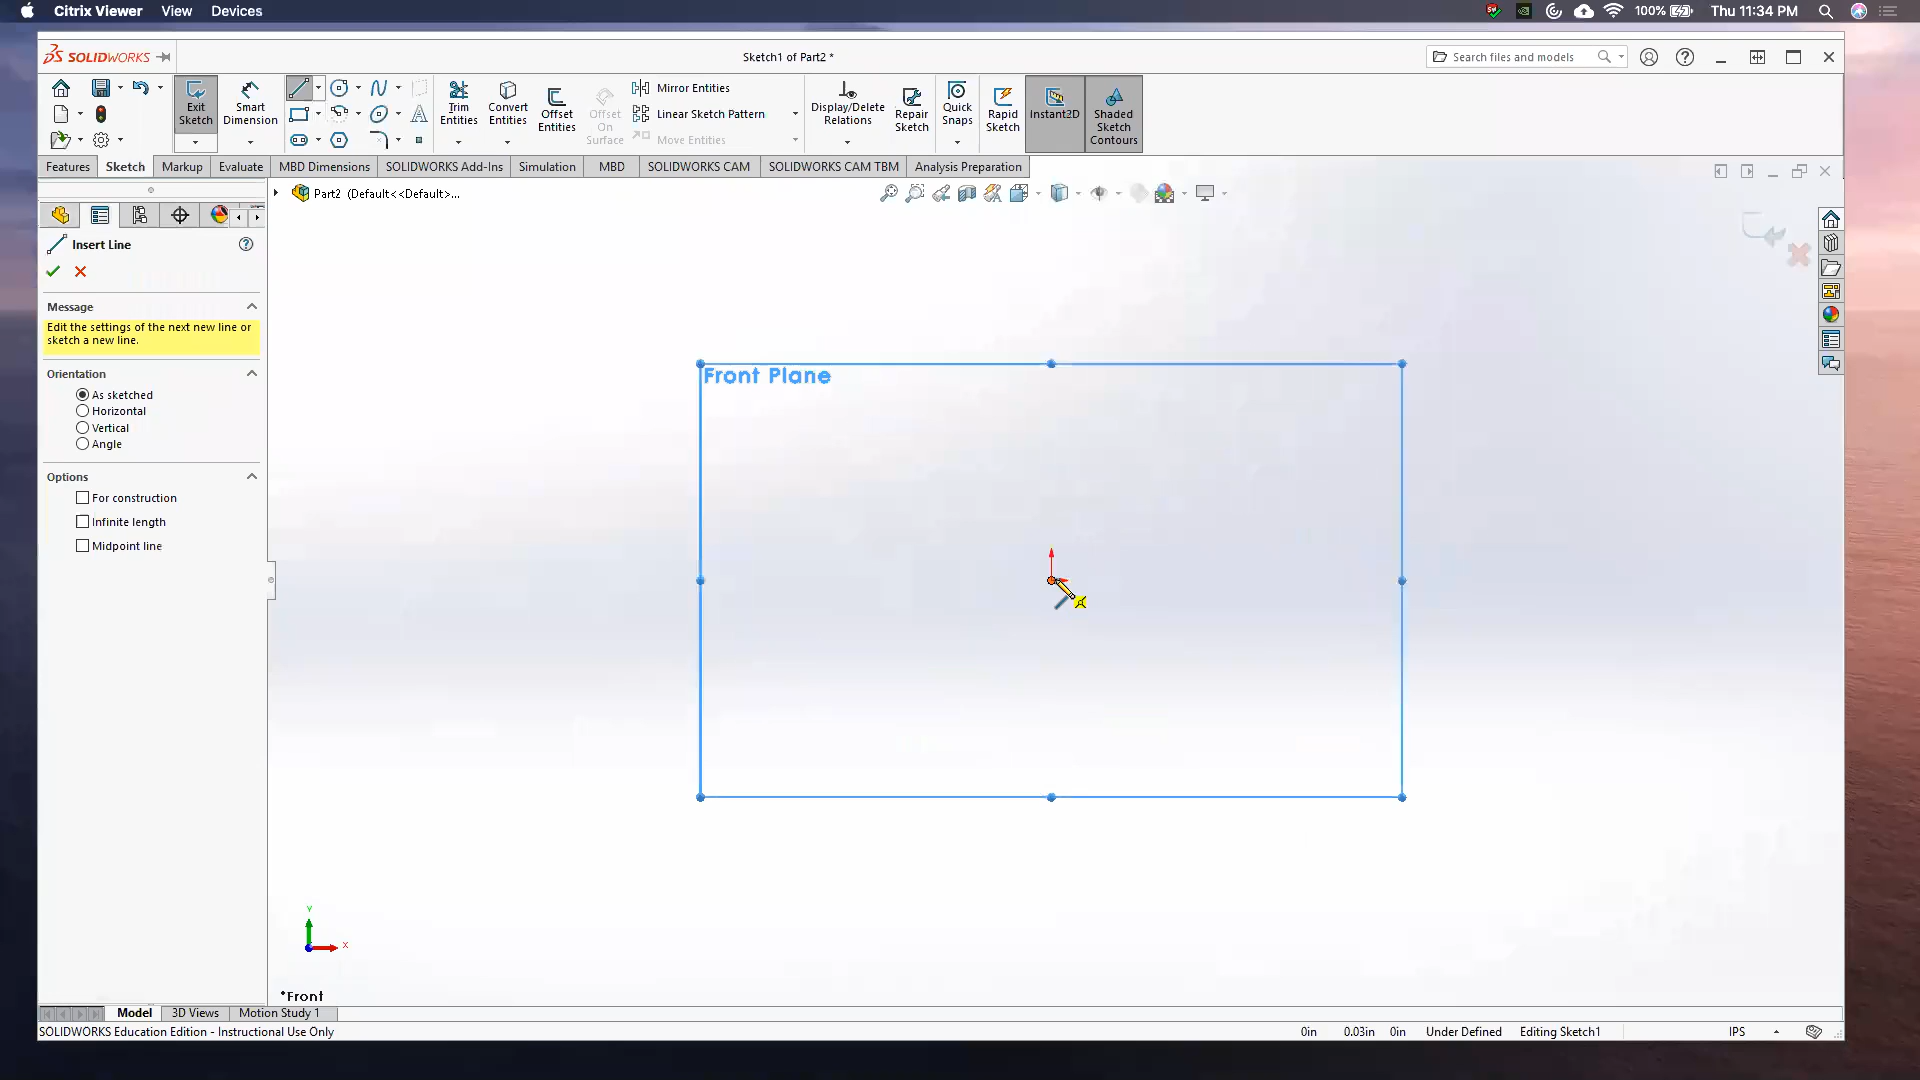 Citrix Viewer View Devices 100% Thu 11:34 PM
SOLIDWORKS Sketch1 of Part2 * Search files and models
Exit Sketch
Smart Dimension
Trim Entities
Convert Entities
Offset Entities
Offset On Surface
Mirror Entities
Linear Sketch Pattern
Move Entities
Display/Delete Relations
Repair Sketch
Quick Snaps
Rapid Sketch
Instant2D
Shaded Sketch Contours
Features Sketch Markup Evaluate MBD Dimensions SOLIDWORKS Add-Ins Simulation MBD SOLIDWORKS CAM SOLIDWORKS CAM TBM Analysis Preparation
Part2 (Default<<Default>...
Insert Line
Message
Edit the settings of the next new line or
sketch a new line.
Orientation
As sketched
Horizontal
Vertical
Angle
Options
For construction
Infinite length
Midpoint line
Front Plane
Y
X
*Front
Model 3D Views Motion Study 1
SOLIDWORKS Education Edition - Instructional Use Only 0in 0.03in 0in Under Defined Editing Sketch1 IPS